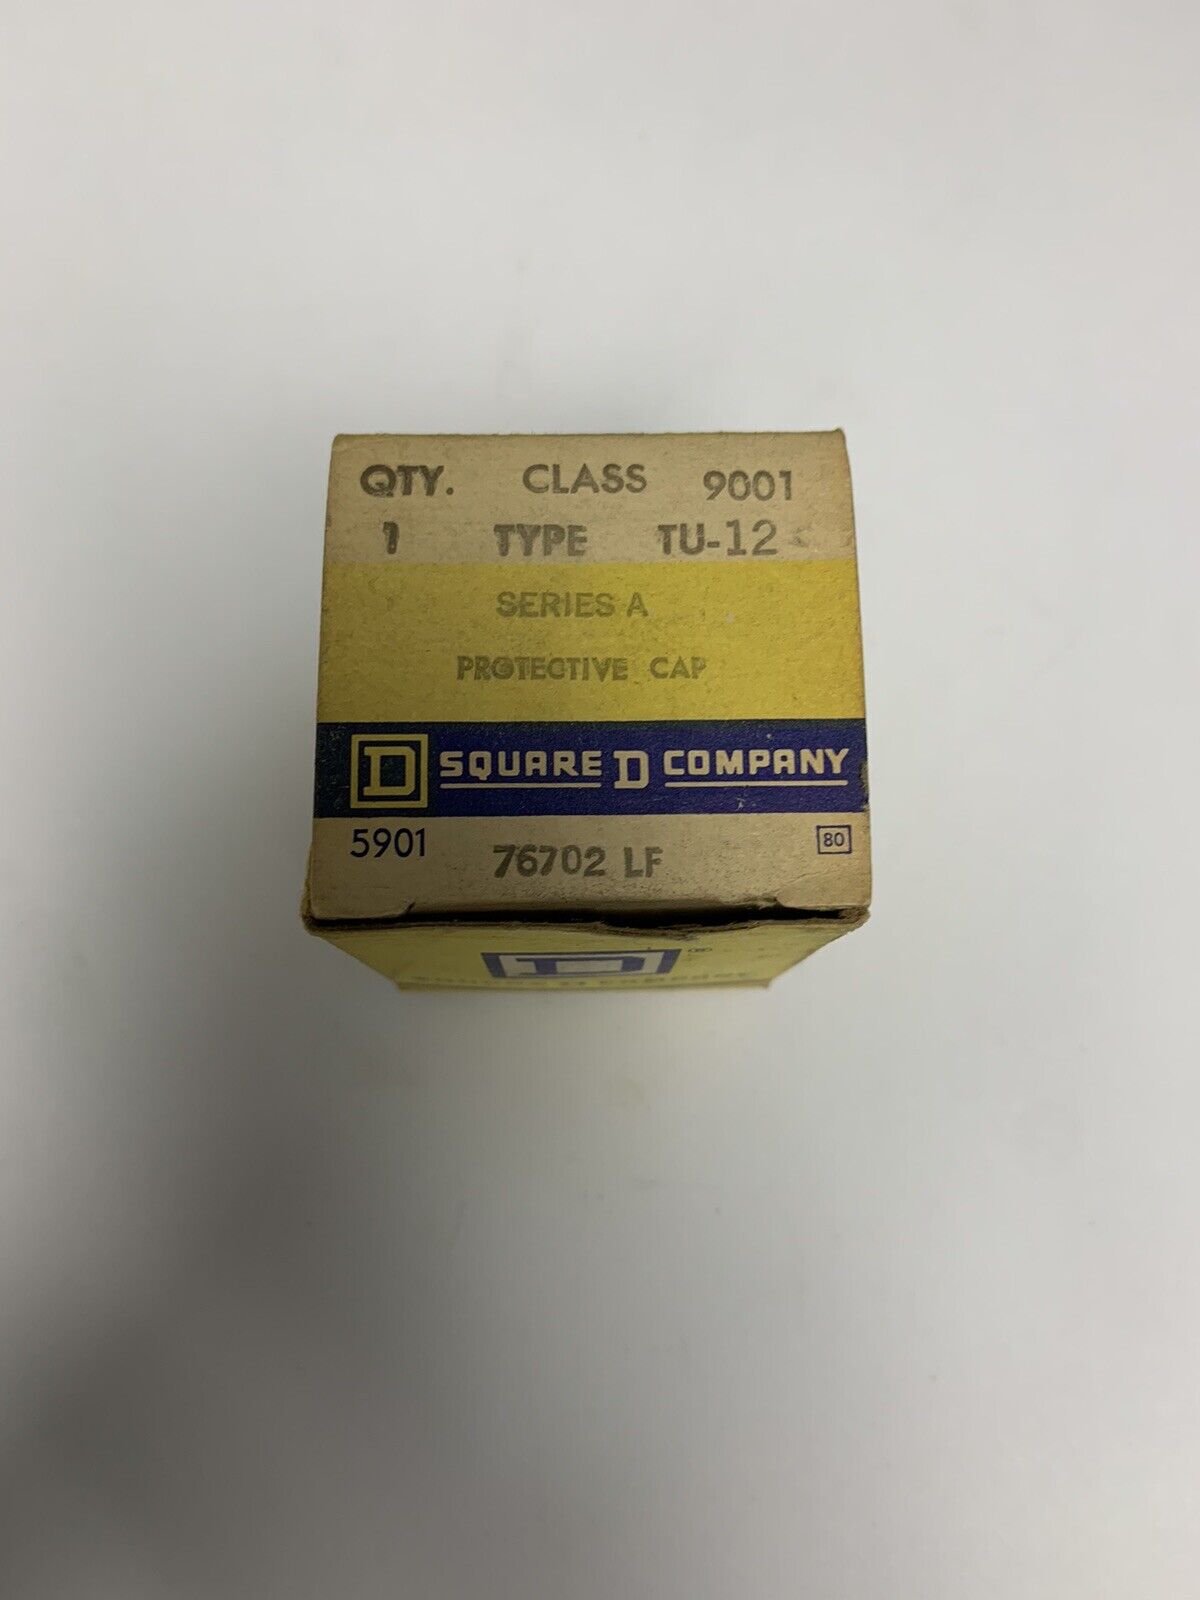 QTY. CLASS 9001
1 TYPE TU-12
SERIES A
PROTECTIVE CAP
D SQUARE D COMPANY
5901 76702 LF 80
D ®